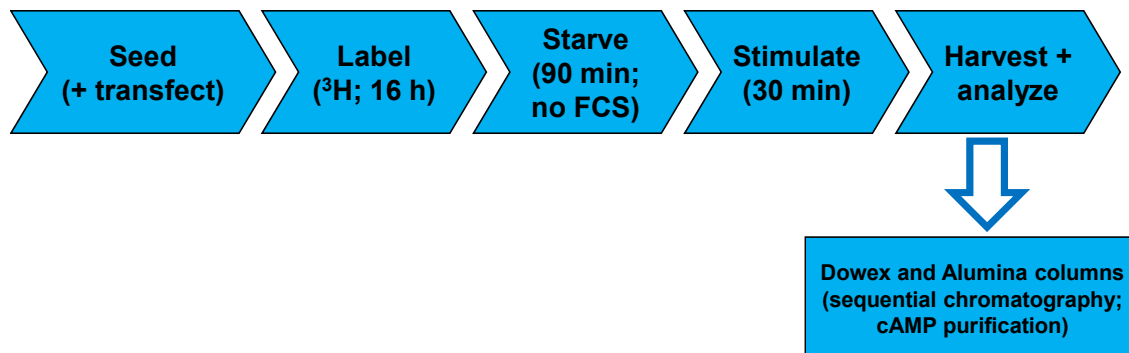 Seed
(+ transfect)
Label
(³H; 16 h)
Starve
(90 min;
no FCS)
Stimulate
(30 min)
Harvest +
analyze
Dowex and Alumina columns
(sequential chromatography;
cAMP purification)